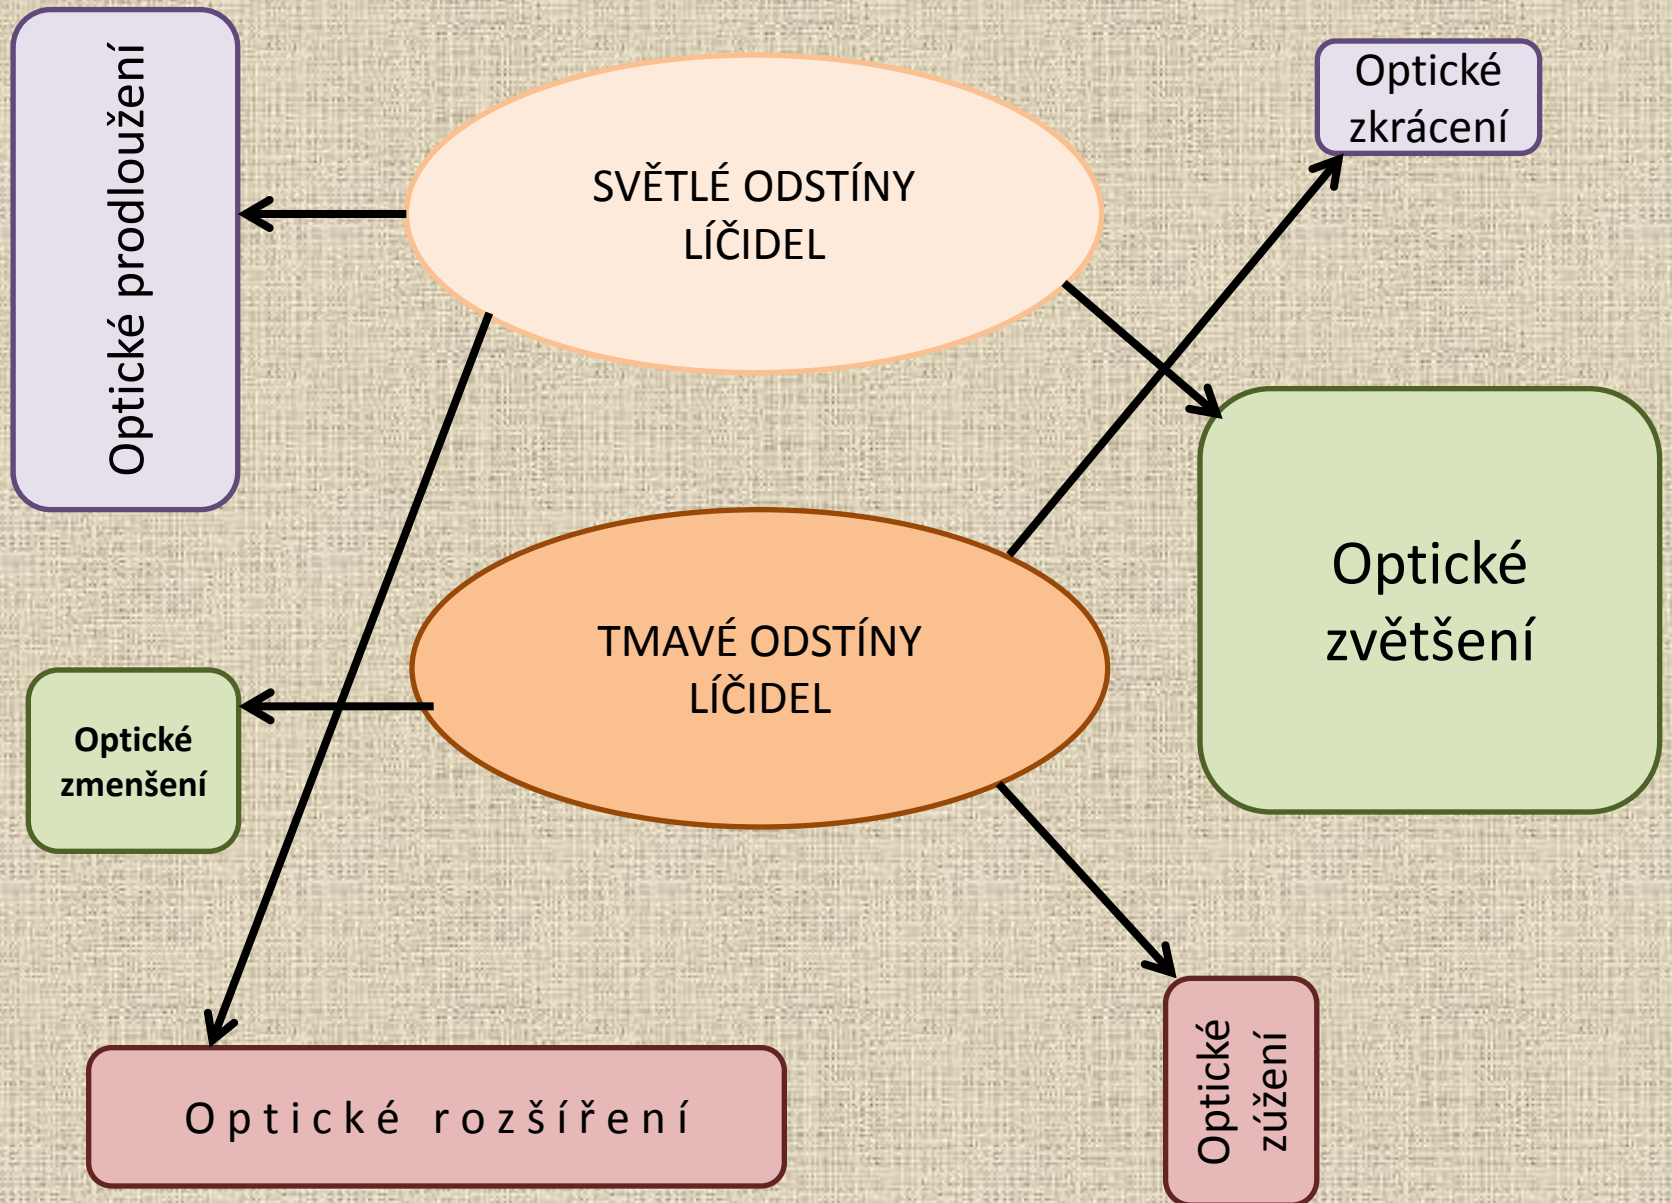 Optické prodloužení
SVĚTLÉ ODSTÍNY
LÍČIDEL
Optické
zkrácení
Optické
zvětšení
TMAVÉ ODSTÍNY
LÍČIDEL
Optické
zmenšení
Optické rozšíření
Optické
zúžení